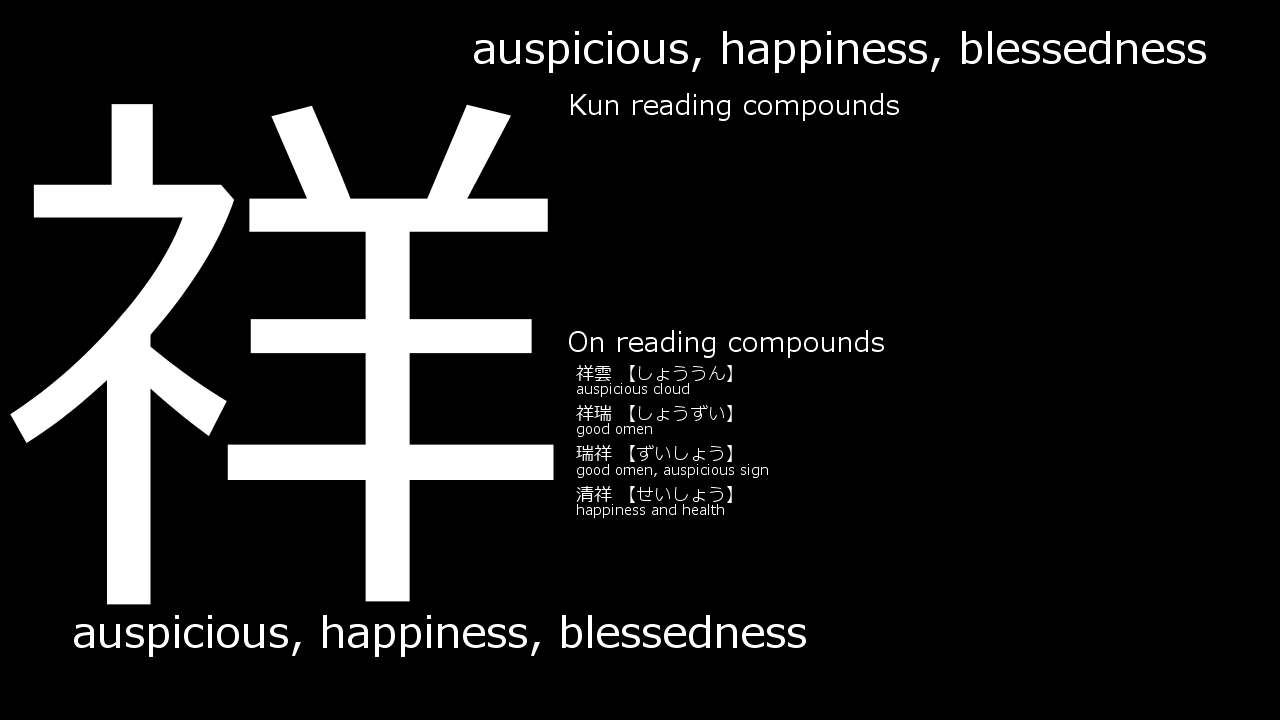 auspicious, happiness, blessedness
祥
Kun reading compounds
On reading compounds
祥雲 【しょううん】
auspicious cloud
祥瑞 【しょうずい】
good omen
瑞祥 【ずいしょう】
good omen, auspicious sign
清祥 【せいしょう】
happiness and health
auspicious, happiness, blessedness